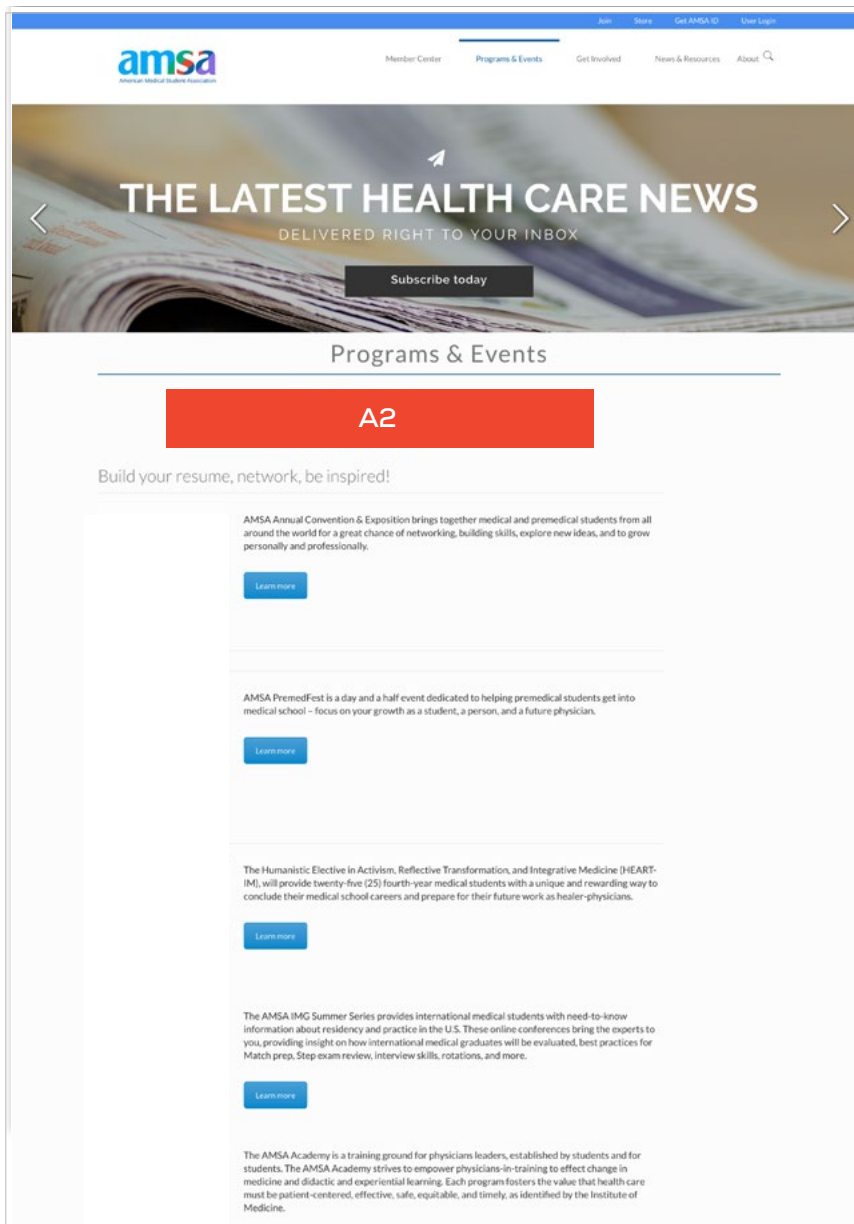 Join Store Get AMSA ID User Login
amsa
American Medical Student Association
Member Center Programs & Events Get Involved News & Resources About
THE LATEST HEALTH CARE NEWS
DELIVERED RIGHT TO YOUR INBOX
Subscribe today
Programs & Events
A2
Build your resume, network, be inspired!
AMSA Annual Convention & Exposition brings together medical and premedical students from all
around the world for a great chance of networking, building skills, explore new ideas, and to grow
personally and professionally.
Learn more
AMSA PremedFest is a day and a half event dedicated to helping premedical students get into
medical school – focus on your growth as a student, a person, and a future physician.
Learn more
The Humanistic Elective in Activism, Reflective Transformation, and Integrative Medicine (HEART-
IM), will provide twenty-five (25) fourth-year medical students with a unique and rewarding way to
conclude their medical school careers and prepare for their future work as healer-physicians.
Learn more
The AMSA IMG Summer Series provides international medical students with need-to-know
information about residency and practice in the U.S. These online conferences bring the experts to
you, providing insight on how international medical graduates will be evaluated, best practices for
Match prep, Step exam review, interview skills, rotations, and more.
Learn more
The AMSA Academy is a training ground for physicians leaders, established by students and for
students. The AMSA Academy strives to empower physicians-in-training to effect change in
medicine and didactic and experiential learning. Each program fosters the value that health care
must be patient-centered, effective, safe, equitable, and timely, as identified by the Institute of
Medicine.